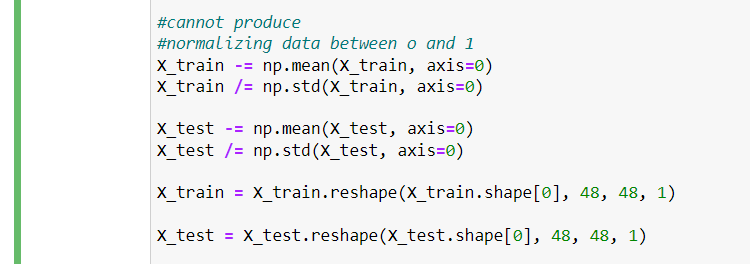 #cannot produce
#normalizing data between o and 1
X_train -= np.mean(X_train, axis=0)
X_train /= np.std(X_train, axis=0)
X_test -= np.mean(X_test, axis=0)
X_test /= np.std(X_test, axis=0)
X_train = X_train.reshape(X_train.shape[0], 48, 48, 1)
X_test = X_test.reshape(X_test.shape[0], 48, 48, 1)